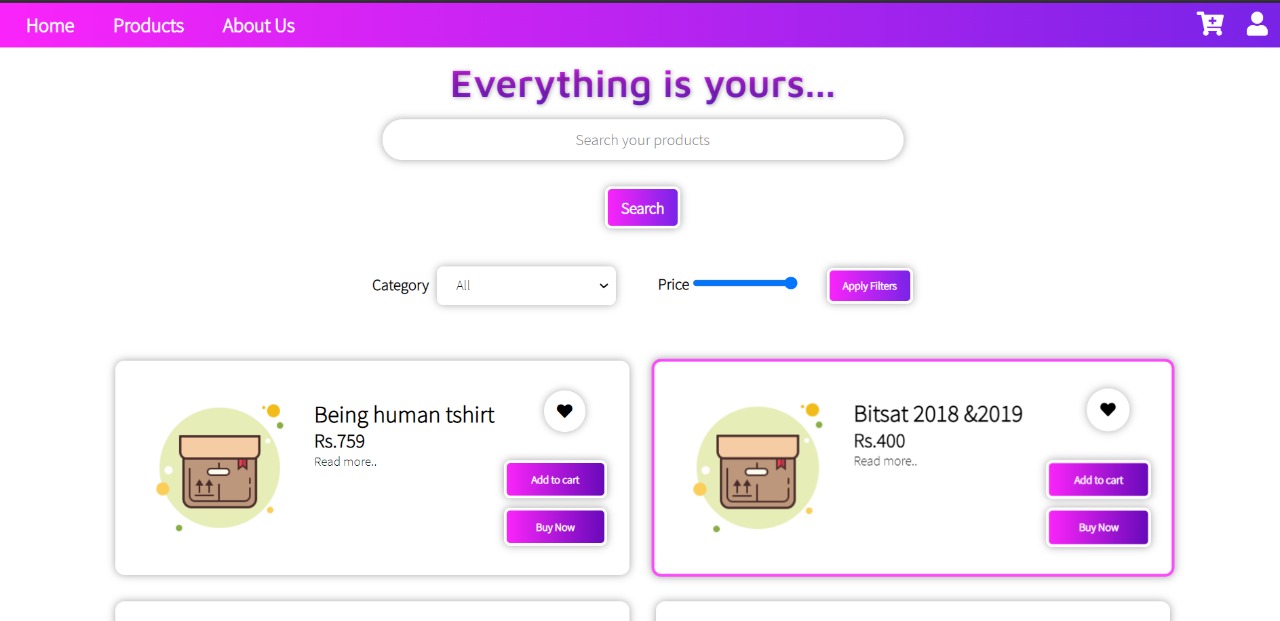 Home Products About Us
Everything is yours...
Search your products
Search
Category All Price Apply Filters
Being human tshirt
Rs.759
Read more..
Add to cart
Buy Now
Bitsat 2018 &2019
Rs.400
Read more..
Add to cart
Buy Now